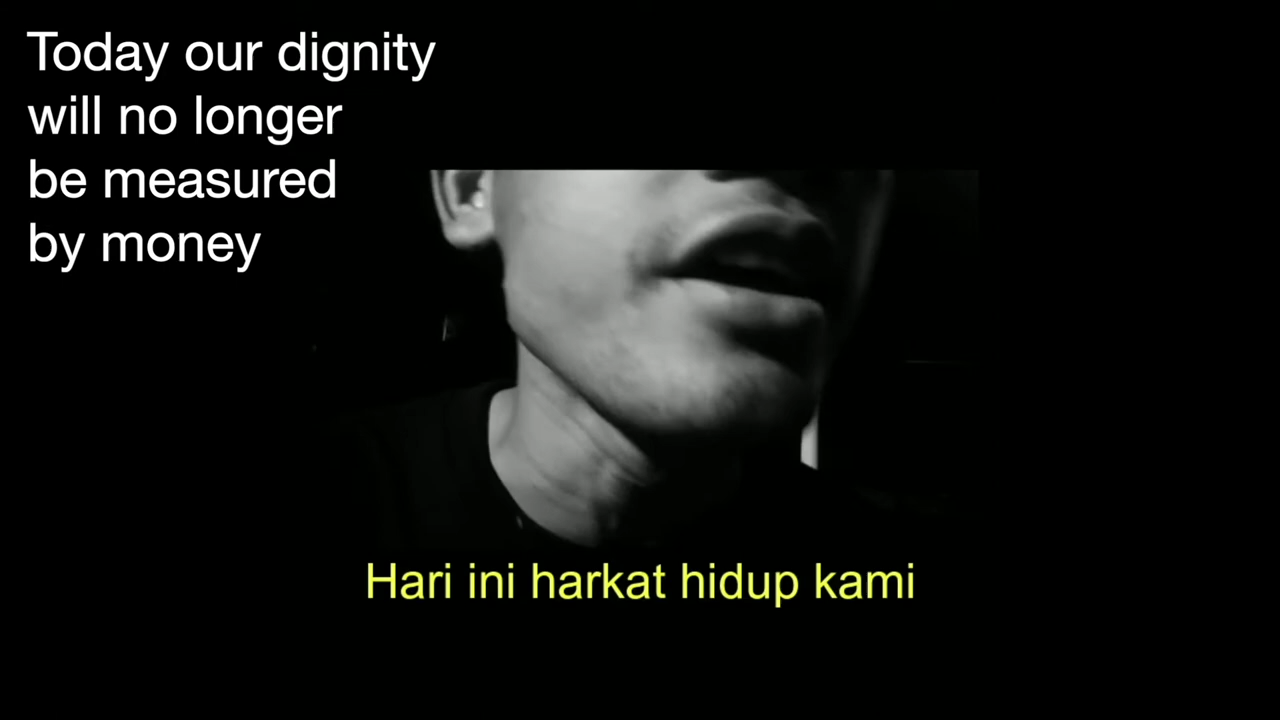 Today our dignity
will no longer
be measured
by money
Hari ini harkat hidup kami